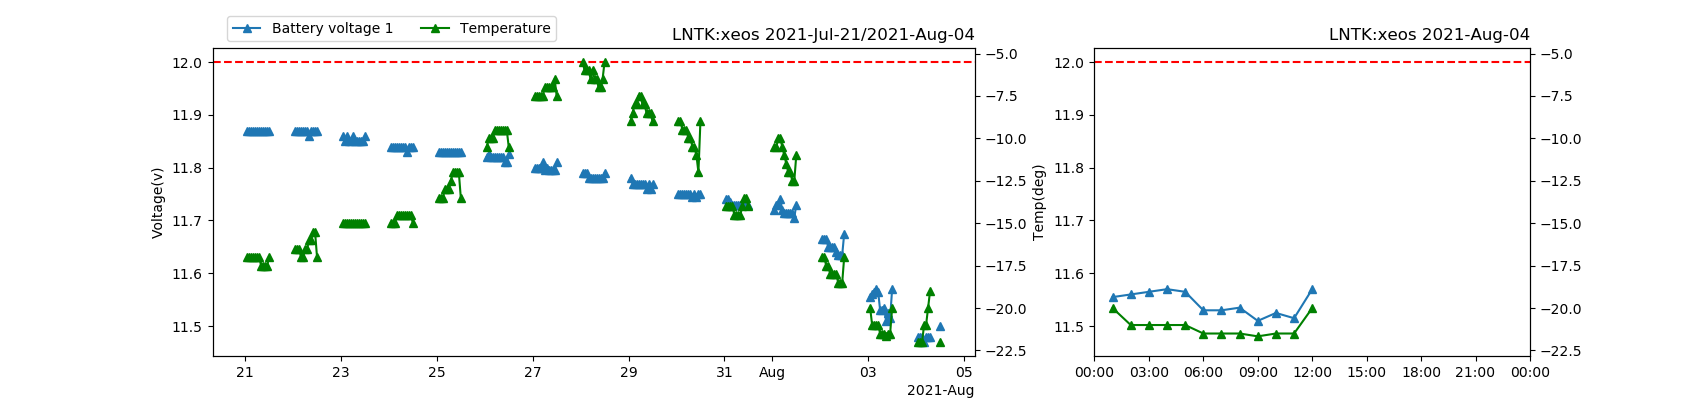 Battery voltage 1 Temperature
LNTK:xeos 2021-Jul-21/2021-Aug-04
LNTK:xeos 2021-Aug-04
12.0 −5.0 12.0 −5.0
−7.5 −7.5
11.9 11.9
−10.0 −10.0
11.8 11.8
−12.5 −12.5
Voltage(v) Temp(deg)
11.7 −15.0 11.7 −15.0
11.6 −17.5 11.6 −17.5
−20.0 −20.0
11.5 11.5
−22.5 −22.5
21 23 25 27 29 31 Aug 03 05
2021-Aug
00:00 03:00 06:00 09:00 12:00 15:00 18:00 21:00 00:00